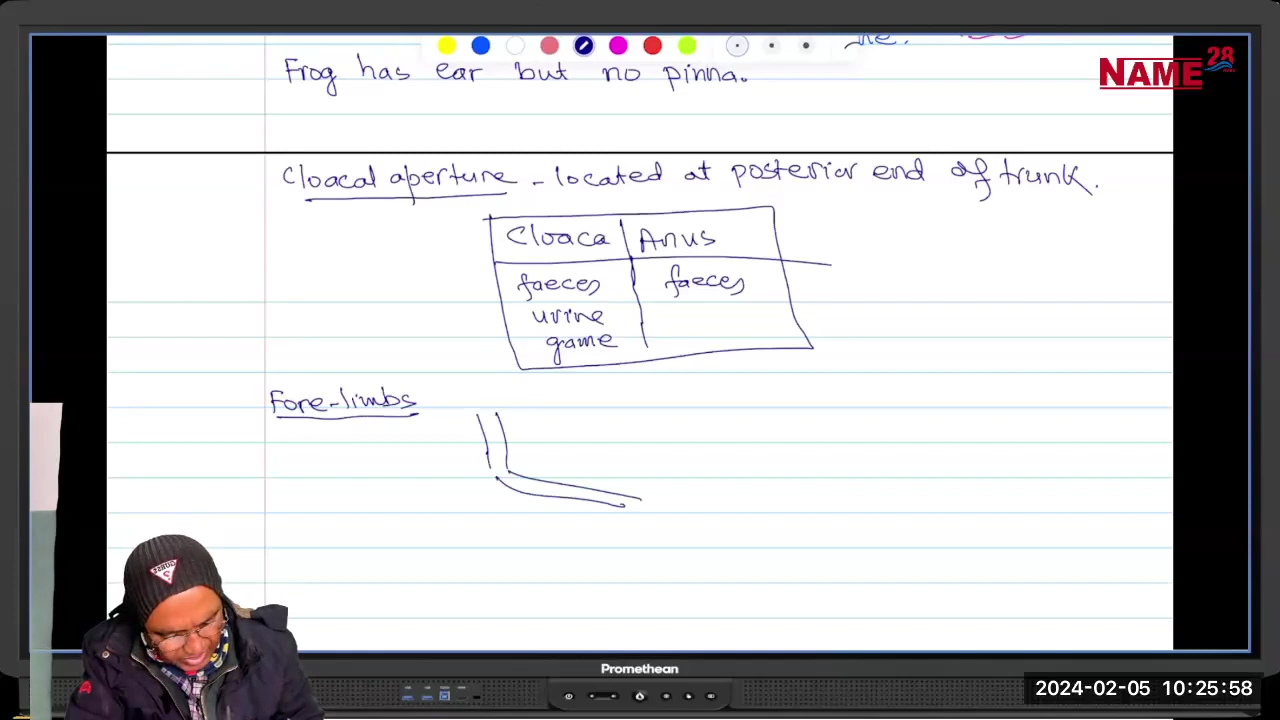 NAME 28
Frog has ear but no pinna.
Cloacal aperture - located at posterior end of trunk.
Cloaca | Anus
faeces faeces
urine
game
Fore-limbs
Promethean
2024-02-05 10:25:58